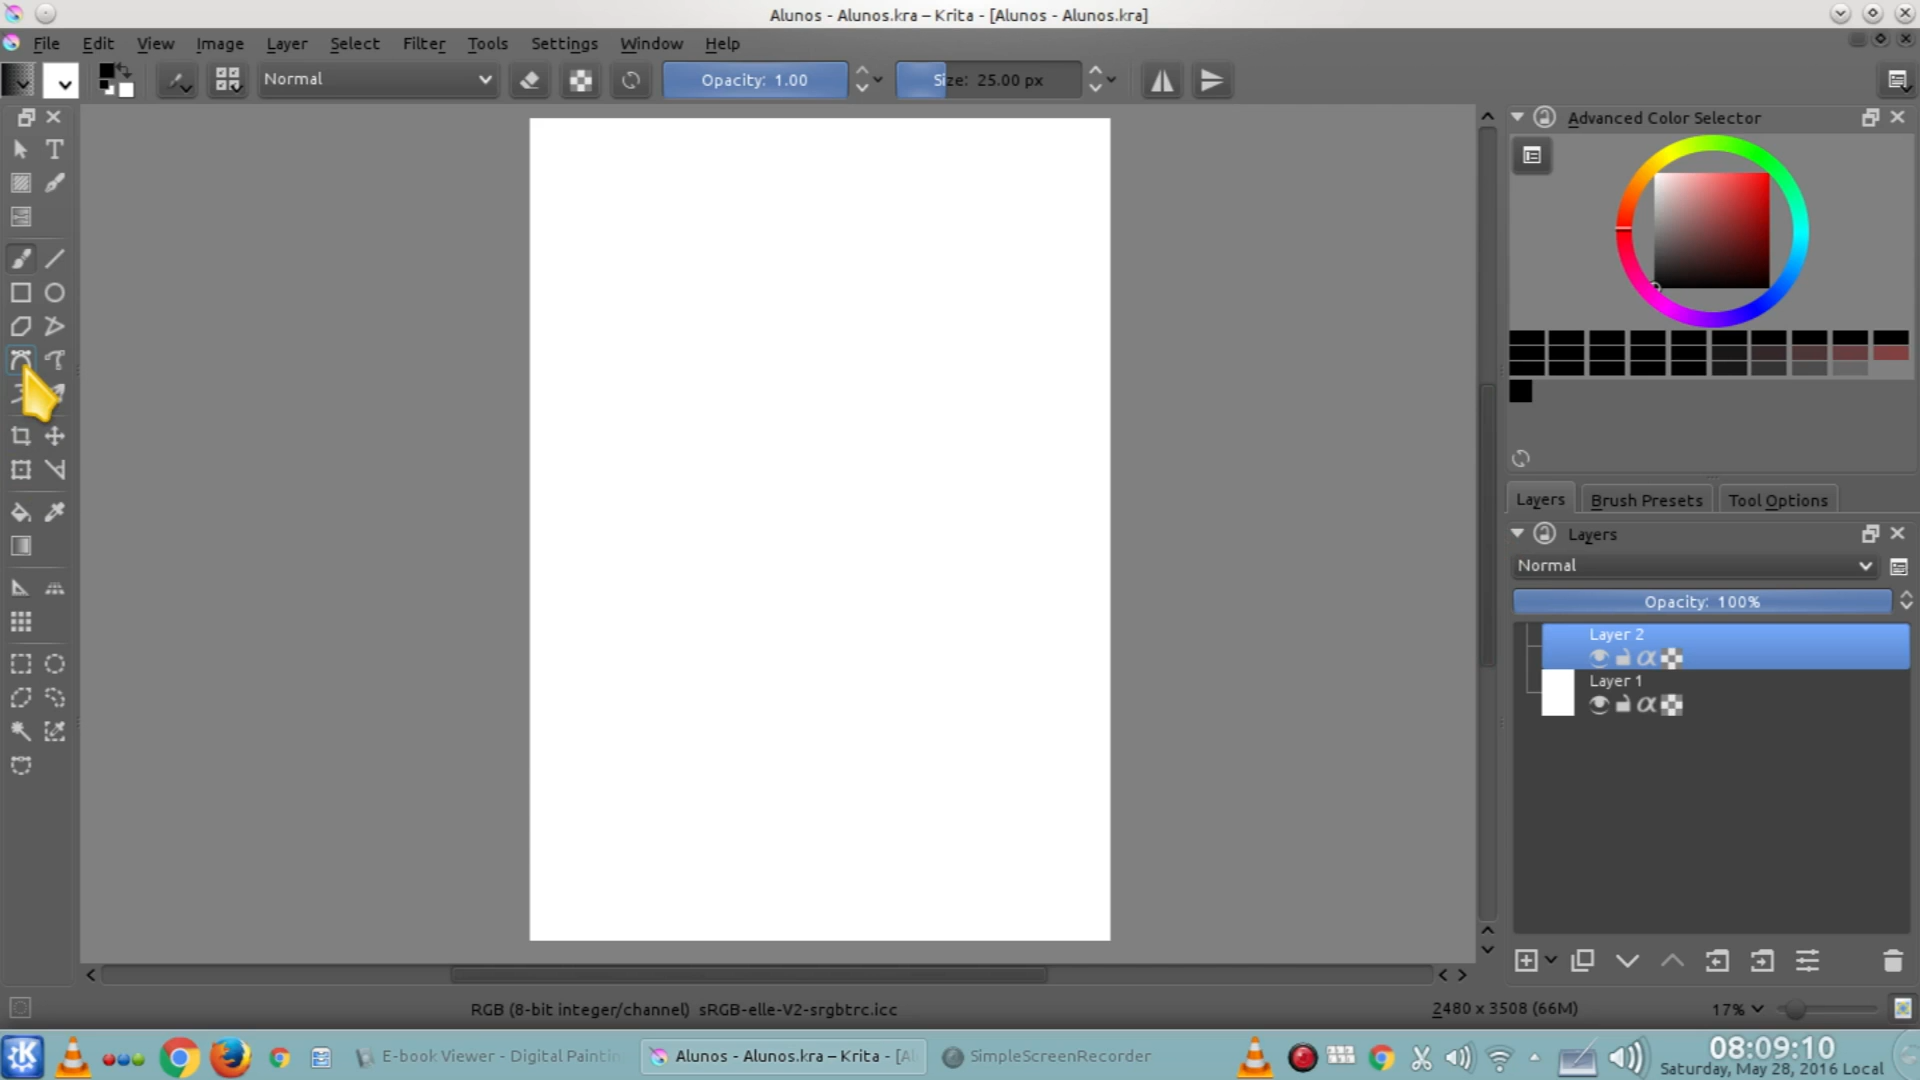 Alunos - Alunos.kra – Krita - [Alunos - Alunos.kra]
File Edit View Image Layer Select Filter Tools Settings Window Help
Normal Opacity: 1.00 Size: 25.00 px
Advanced Color Selector
Layers Brush Presets Tool Options
Layers
Normal
Opacity: 100%
Layer 2
Layer 1
RGB (8-bit integer/channel) sRGB-elle-V2-srgbtrc.icc 2480 x 3508 (66M) 17%
E-book Viewer - Digital Paintin Alunos - Alunos.kra – Krita - [Al SimpleScreenRecorder 08:09:10
Saturday, May 28, 2016 Local